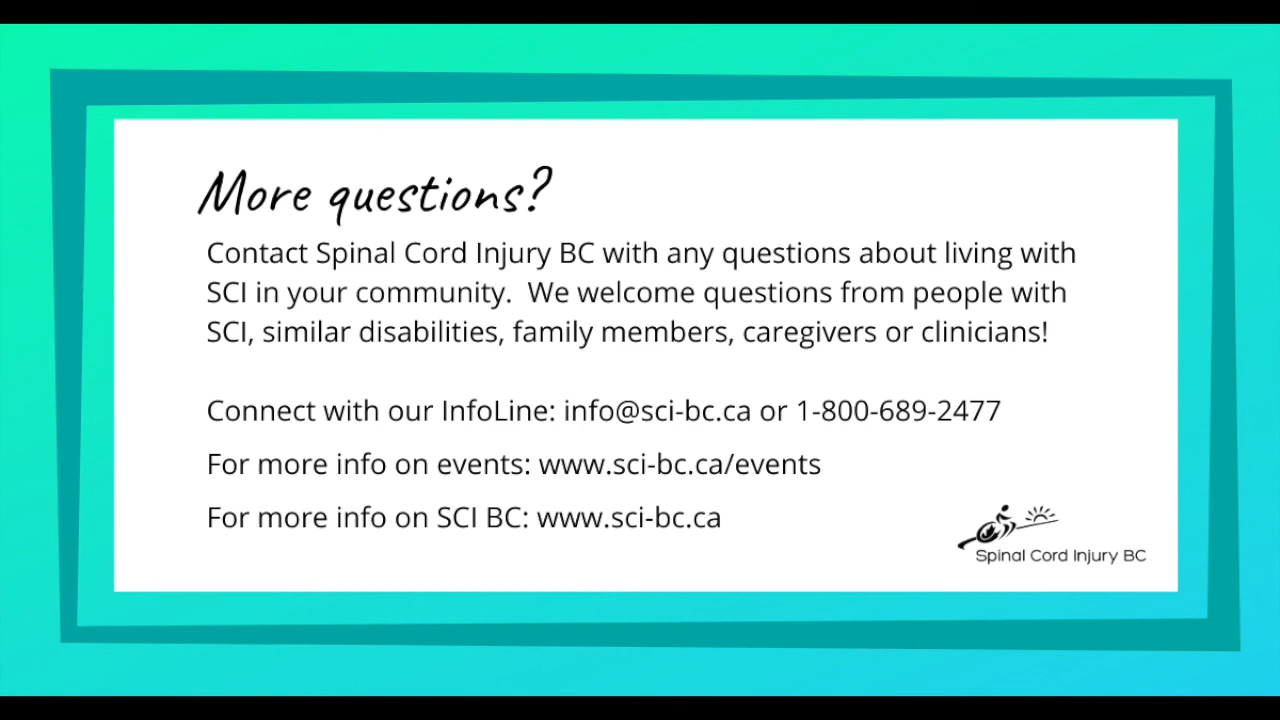 More questions?
Contact Spinal Cord Injury BC with any questions about living with
SCI in your community.  We welcome questions from people with
SCI, similar disabilities, family members, caregivers or clinicians!
Connect with our InfoLine: info@sci-bc.ca or 1-800-689-2477
For more info on events: www.sci-bc.ca/events
For more info on SCI BC: www.sci-bc.ca
Spinal Cord Injury BC